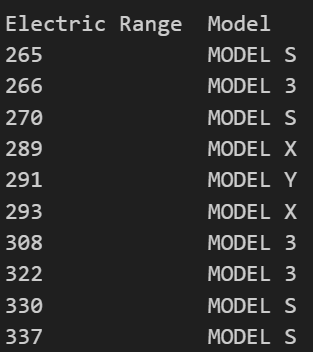 Electric Range  Model
265             MODEL S
266             MODEL 3
270             MODEL S
289             MODEL X
291             MODEL Y
293             MODEL X
308             MODEL 3
322             MODEL 3
330             MODEL S
337             MODEL S